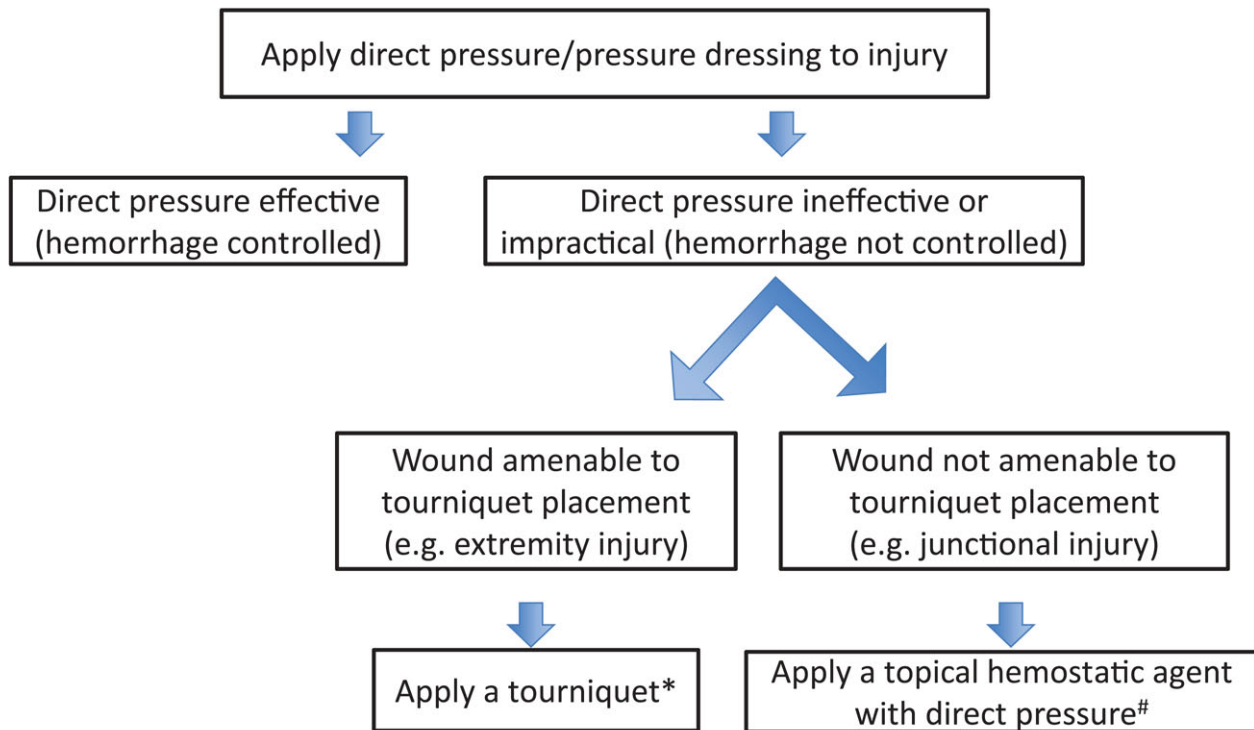 Apply direct pressure/pressure dressing to injury
Direct pressure effective
(hemorrhage controlled)
Direct pressure ineffective or
impractical (hemorrhage not controlled)
Wound amenable to
tourniquet placement
(e.g. extremity injury)
Wound not amenable to
tourniquet placement
(e.g. junctional injury)
Apply a tourniquet*
Apply a topical hemostatic agent
with direct pressure#